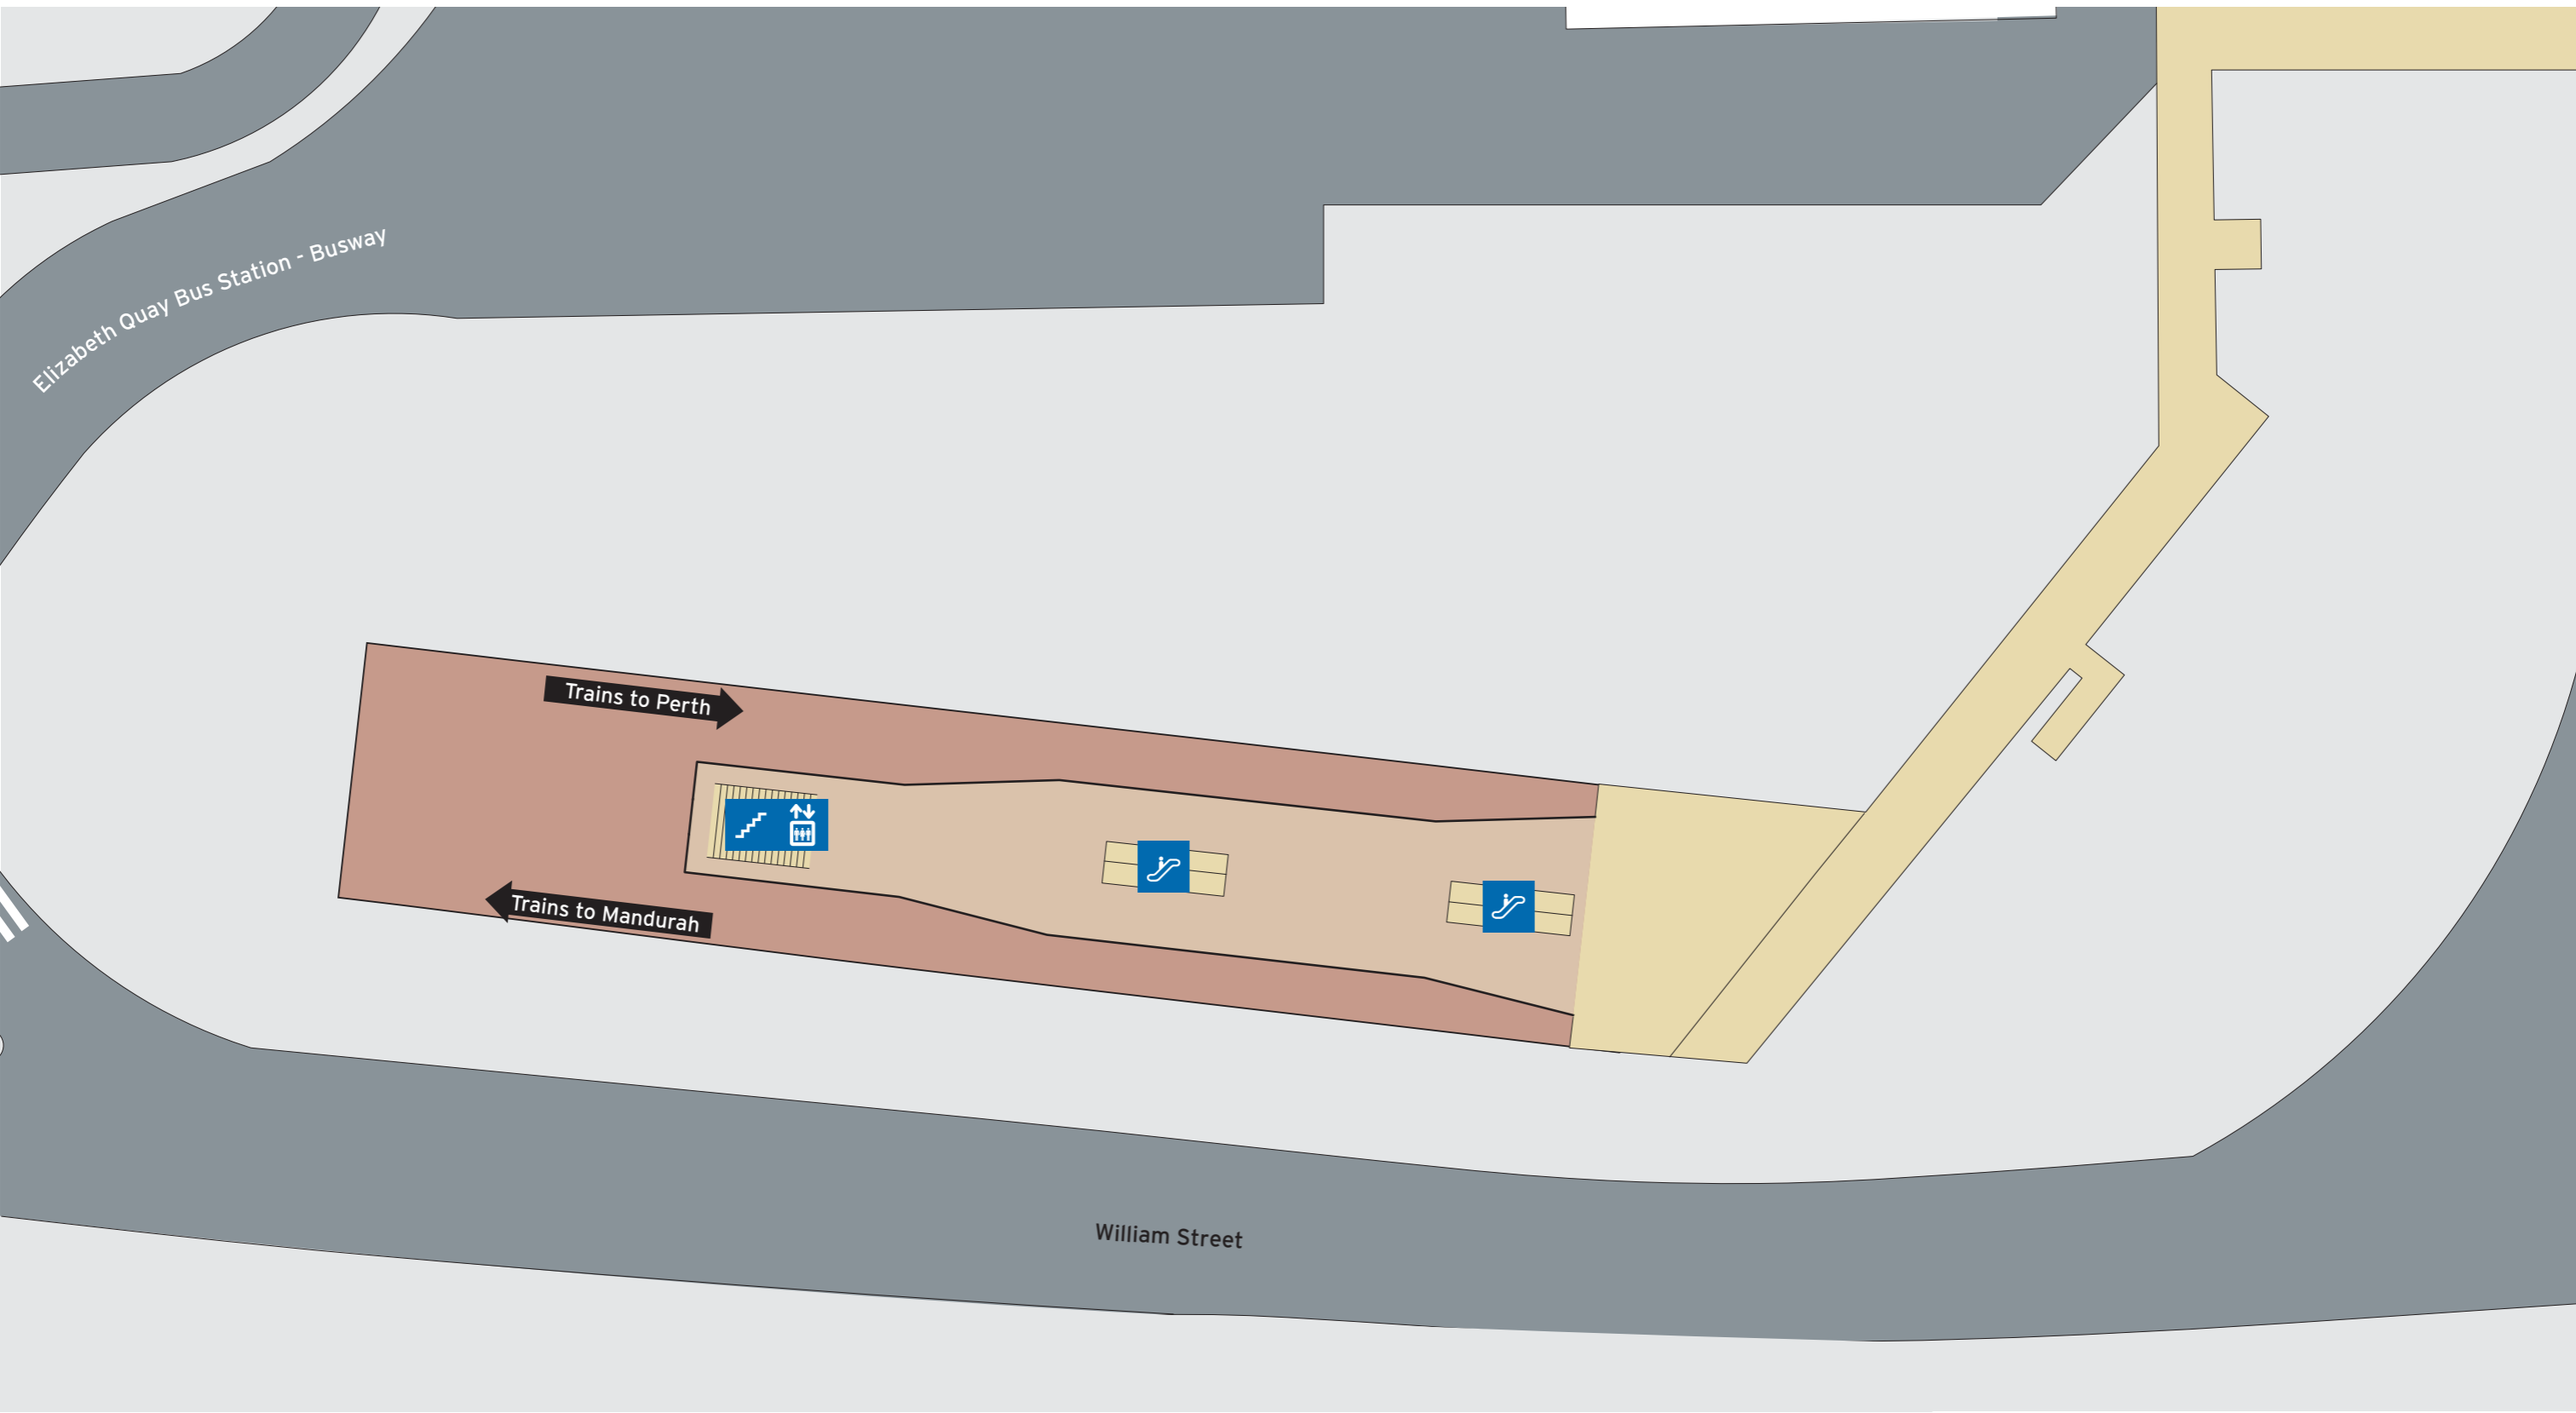 Elizabeth Quay Bus Station - Busway
Trains to Perth
Trains to Mandurah
William Street